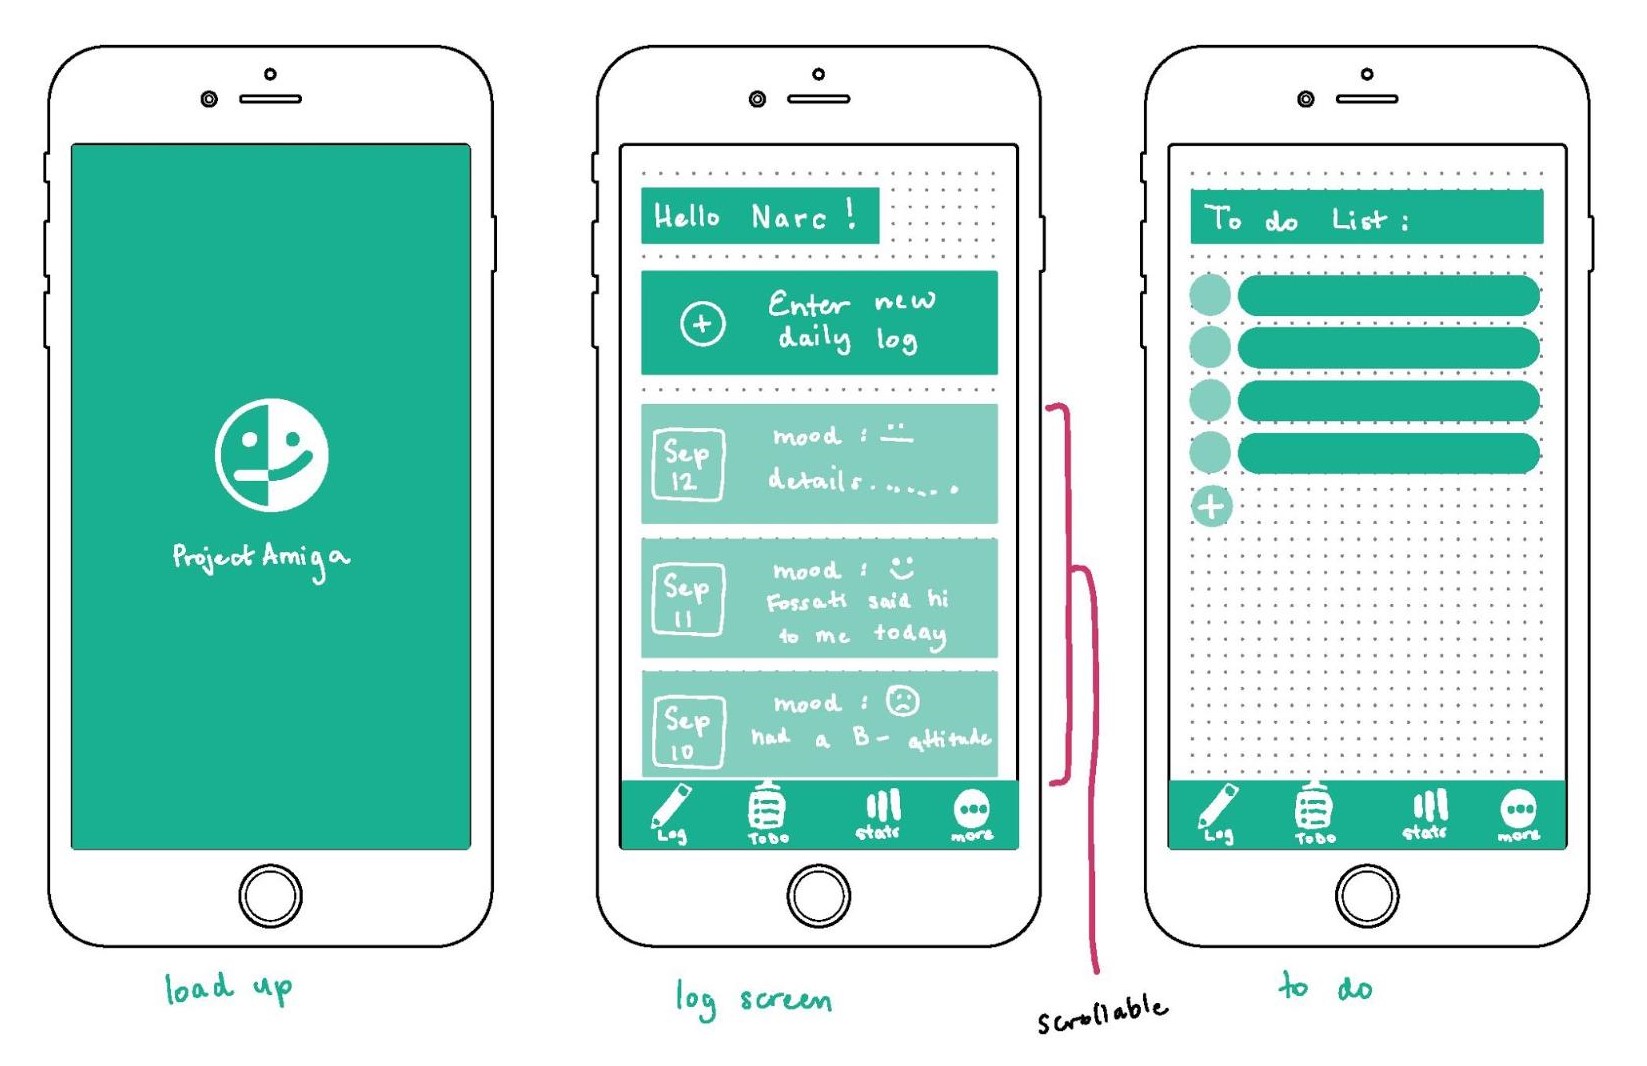 Project Amiga
load up
Hello Narc!
Enter new
daily log
Sep
12
mood : 
details.......
Sep
11
mood : 
Fossati said hi
to me today
Sep
10
mood : 
had a B- attitude
Log
ToDo
stats
more
log screen
scrollable
To do List:
Log
ToDo
stats
more
to do